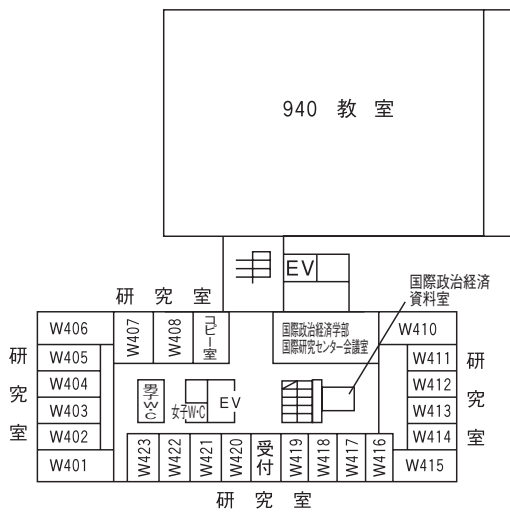 940 教 室
EV
国際政治経済
資料室
研 究 室
W406
W407
W408
コピー室
国際政治経済学部
国際研究センター会議室
W410
研 究 室
W405
W404
W403
W402
W401
男子W・C
女子W・C
EV
W411
W412
W413
W414
W415
研 究 室
W423
W422
W421
W420
受付
W419
W418
W417
W416
研 究 室